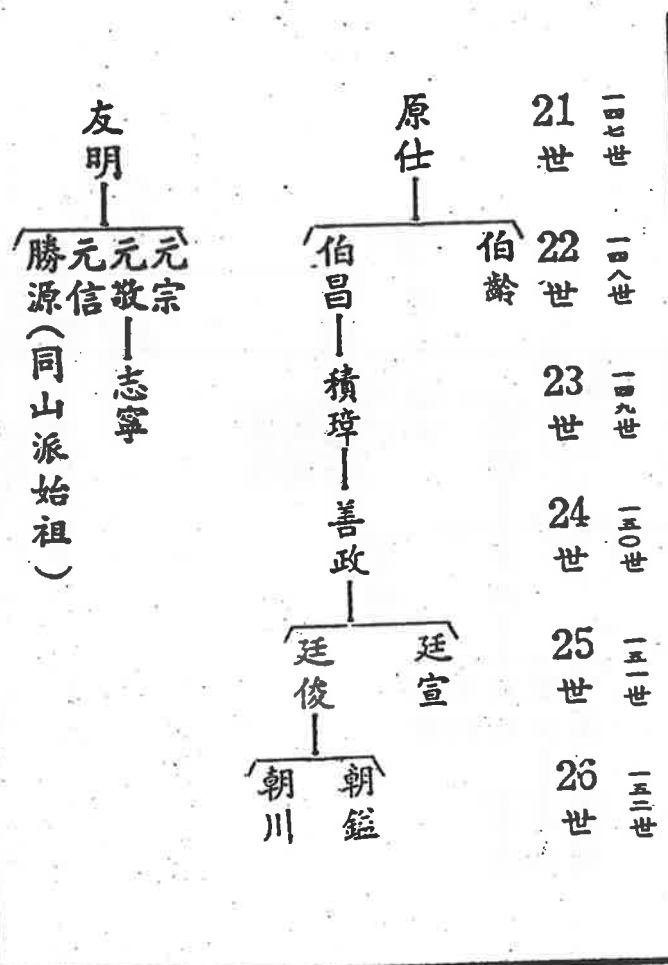 一四七世
一四八世
一四九世
一五〇世
一五一世
一五二世
21世
22世
23世
24世
25世
26世
原仕
伯齡
伯昌
積璋
善政
廷宣
廷俊
朝鎰
朝川
友明
元宗
元敬
志寧
元信
勝源(同山派始祖)